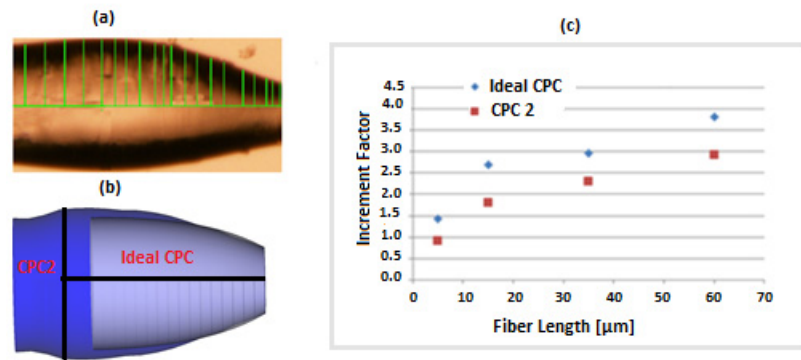 (a)
(b)
CPC2
Ideal CPC
(c)
Ideal CPC
CPC 2
Increment Factor
4.5
4.0
3.5
3.0
2.5
2.0
1.5
1.0
0.5
0.0
0 10 20 30 40 50 60 70
Fiber Length [µm]